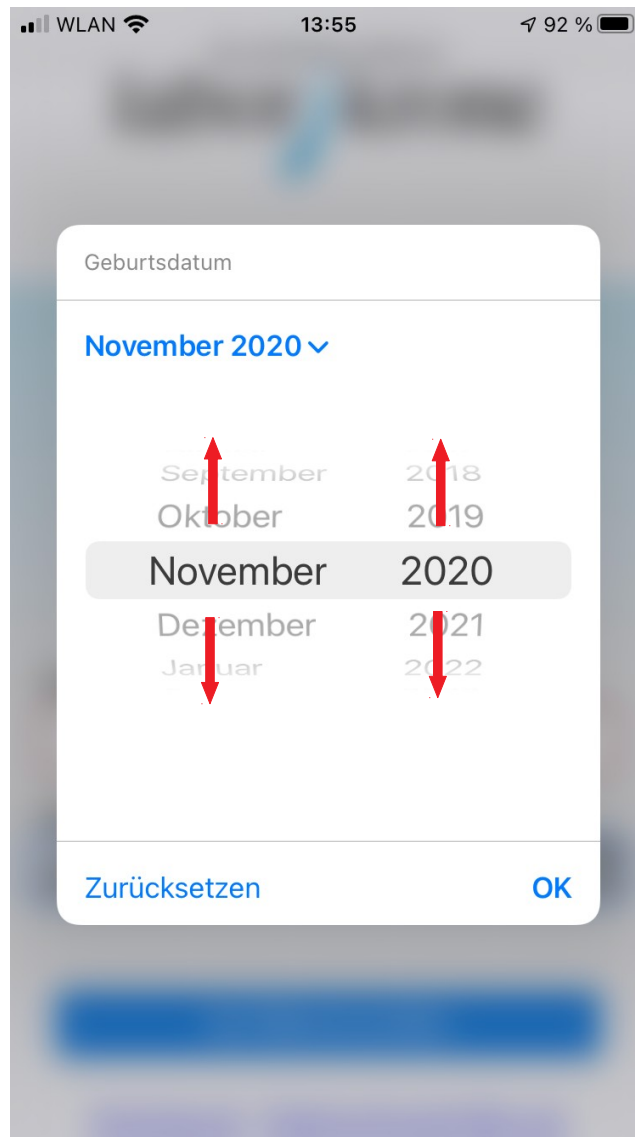 WLAN 13:55 92 %
Geburtsdatum
November 2020
September 2018
Oktober 2019
November 2020
Dezember 2021
Januar 2022
Zurücksetzen OK